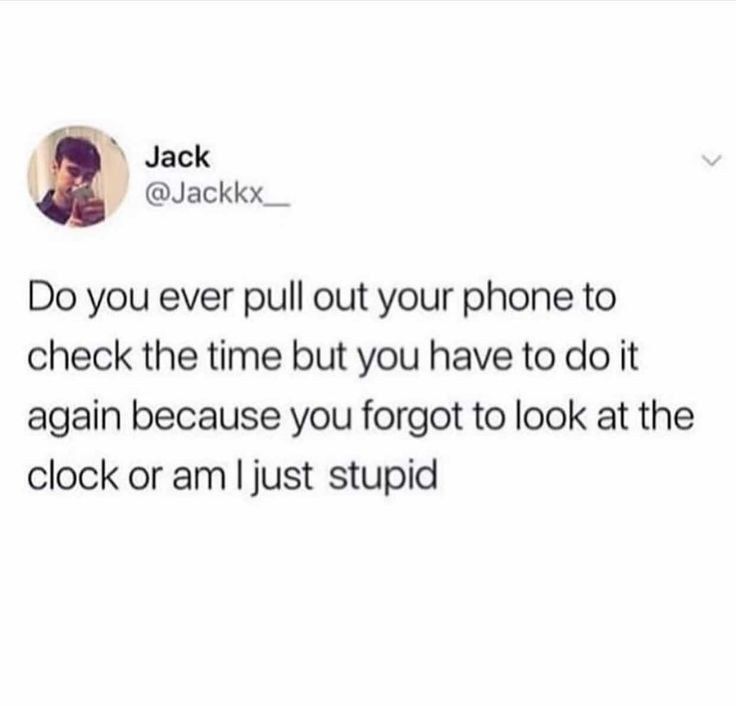 Jack
@Jackkx__
Do you ever pull out your phone to
check the time but you have to do it
again because you forgot to look at the
clock or am I just stupid